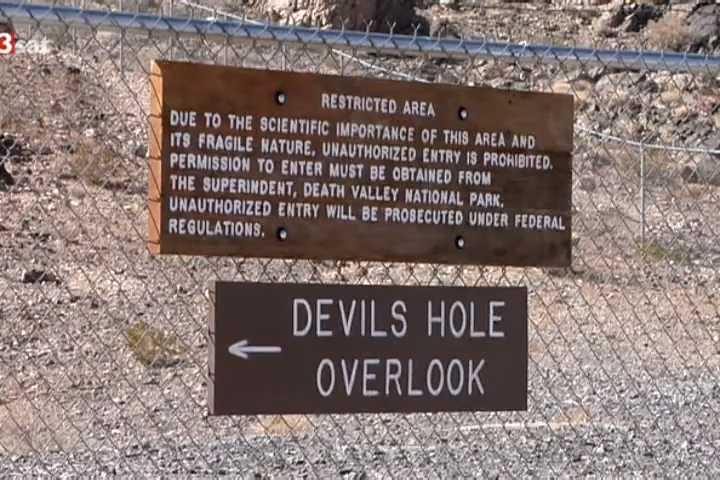 3sat
RESTRICTED AREA
DUE TO THE SCIENTIFIC IMPORTANCE OF THIS AREA AND
ITS FRAGILE NATURE, UNAUTHORIZED ENTRY IS PROHIBITED.
PERMISSION TO ENTER MUST BE OBTAINED FROM
THE SUPERINDENT, DEATH VALLEY NATIONAL PARK.
UNAUTHORIZED ENTRY WILL BE PROSECUTED UNDER FEDERAL
REGULATIONS.
DEVILS HOLE
OVERLOOK